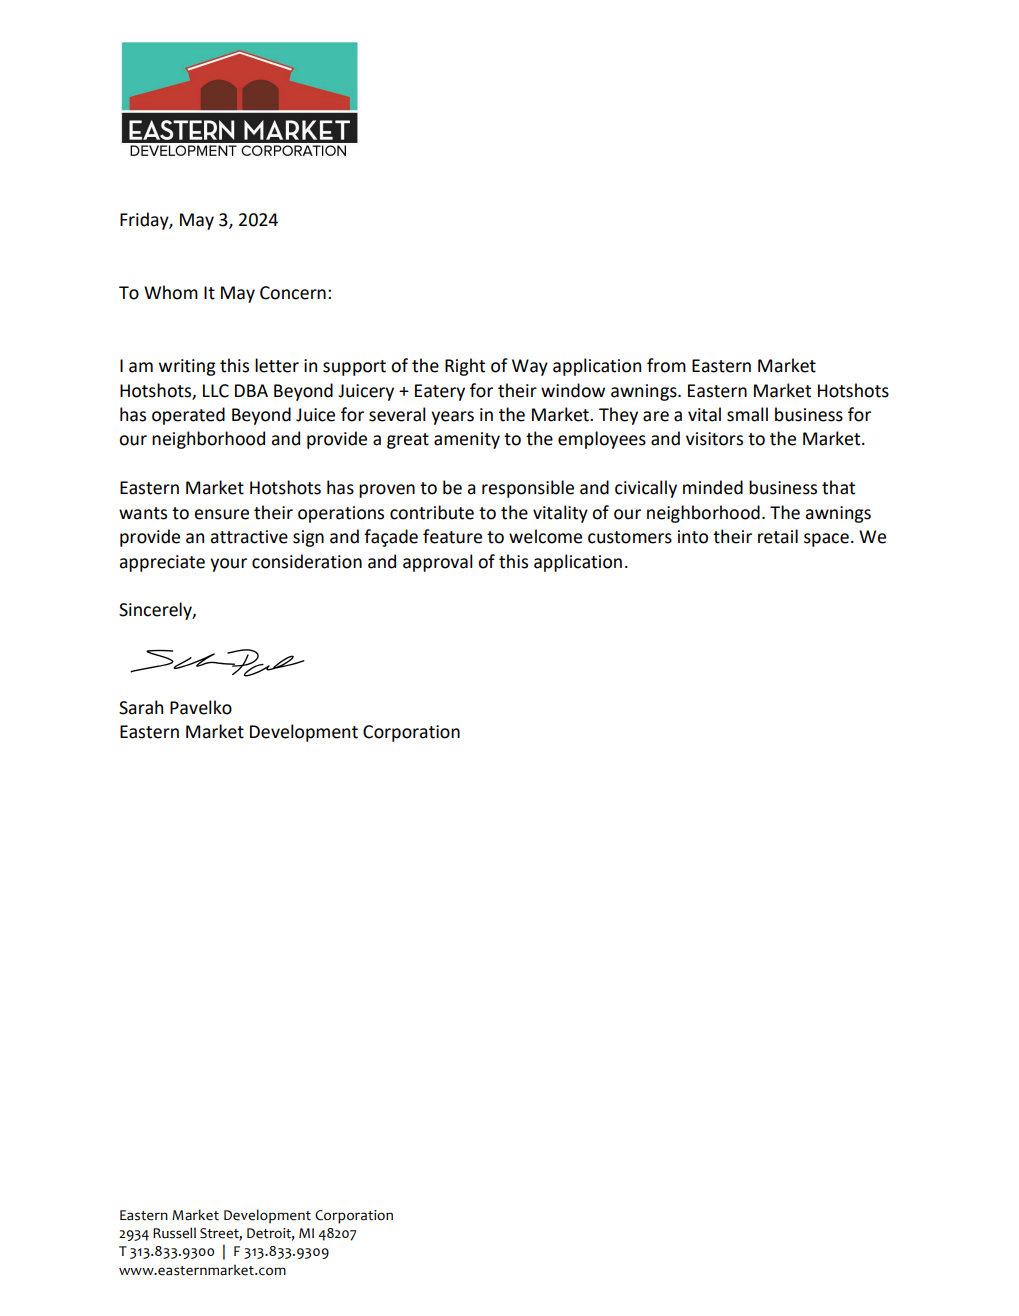 EASTERN MARKET
DEVELOPMENT CORPORATION
Friday, May 3, 2024
To Whom It May Concern:
I am writing this letter in support of the Right of Way application from Eastern Market
Hotshots, LLC DBA Beyond Juicery + Eatery for their window awnings. Eastern Market Hotshots
has operated Beyond Juice for several years in the Market. They are a vital small business for
our neighborhood and provide a great amenity to the employees and visitors to the Market.
Eastern Market Hotshots has proven to be a responsible and civically minded business that
wants to ensure their operations contribute to the vitality of our neighborhood. The awnings
provide an attractive sign and façade feature to welcome customers into their retail space. We
appreciate your consideration and approval of this application.
Sincerely,
Sarah Pavelko
Eastern Market Development Corporation
Eastern Market Development Corporation
2934 Russell Street, Detroit, MI 48207
T 313.833.9300 | F 313.833.9309
www.easternmarket.com